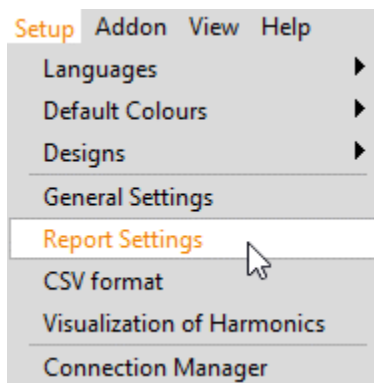 Setup Addon View Help
Languages
Default Colours
Designs
General Settings
Report Settings
CSV format
Visualization of Harmonics
Connection Manager